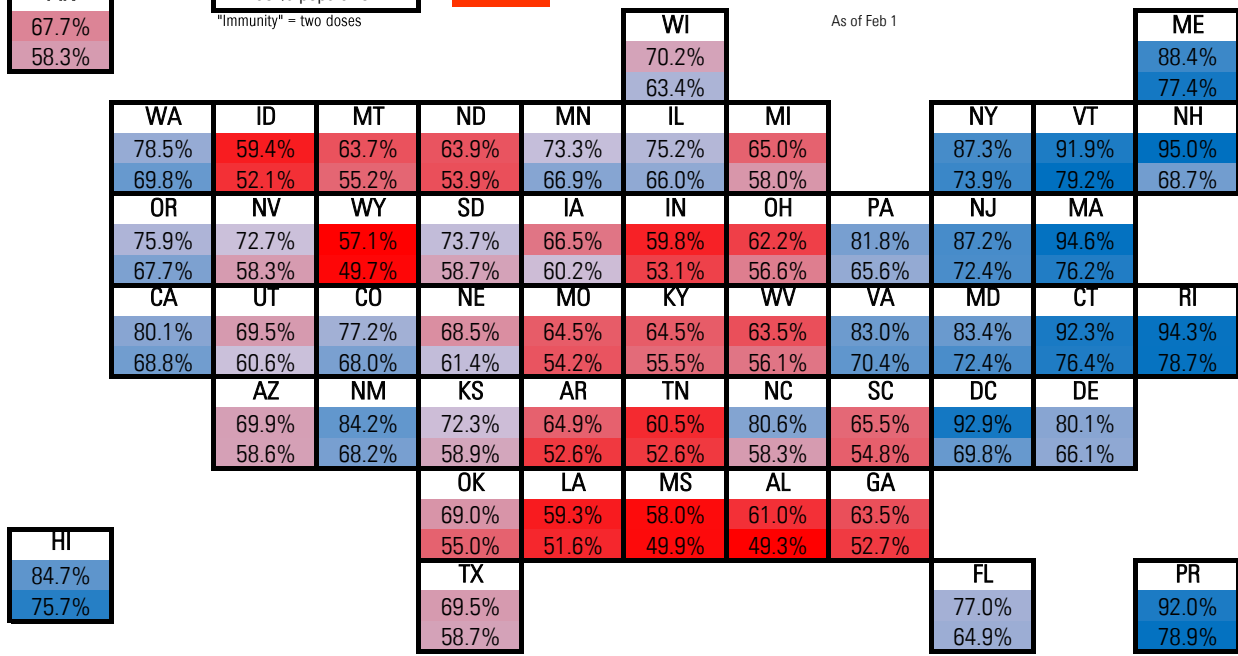 67.7%
"Immunity" = two doses
WI
As of Feb 1
ME
58.3%
70.2%
88.4%
63.4%
77.4%
WA ID MT ND MN IL MI NY VT NH
78.5% 59.4% 63.7% 63.9% 73.3% 75.2% 65.0% 87.3% 91.9% 95.0%
69.8% 52.1% 55.2% 53.9% 66.9% 66.0% 58.0% 73.9% 79.2% 68.7%
OR NV WY SD IA IN OH PA NJ MA
75.9% 72.7% 57.1% 73.7% 66.5% 59.8% 62.2% 81.8% 87.2% 94.6%
67.7% 58.3% 49.7% 58.7% 60.2% 53.1% 56.6% 65.6% 72.4% 76.2%
CA UT CO NE MO KY WV VA MD CT RI
80.1% 69.5% 77.2% 68.5% 64.5% 64.5% 63.5% 83.0% 83.4% 92.3% 94.3%
68.8% 60.6% 68.0% 61.4% 54.2% 55.5% 56.1% 70.4% 72.4% 76.4% 78.7%
AZ NM KS AR TN NC SC DC DE
69.9% 84.2% 72.3% 64.9% 60.5% 80.6% 65.5% 92.9% 80.1%
58.6% 68.2% 58.9% 52.6% 52.6% 58.3% 54.8% 69.8% 66.1%
OK LA MS AL GA
69.0% 59.3% 58.0% 61.0% 63.5%
HI
55.0% 51.6% 49.9% 49.3% 52.7%
84.7%
TX FL PR
75.7%
69.5% 77.0% 92.0%
58.7% 64.9% 78.9%